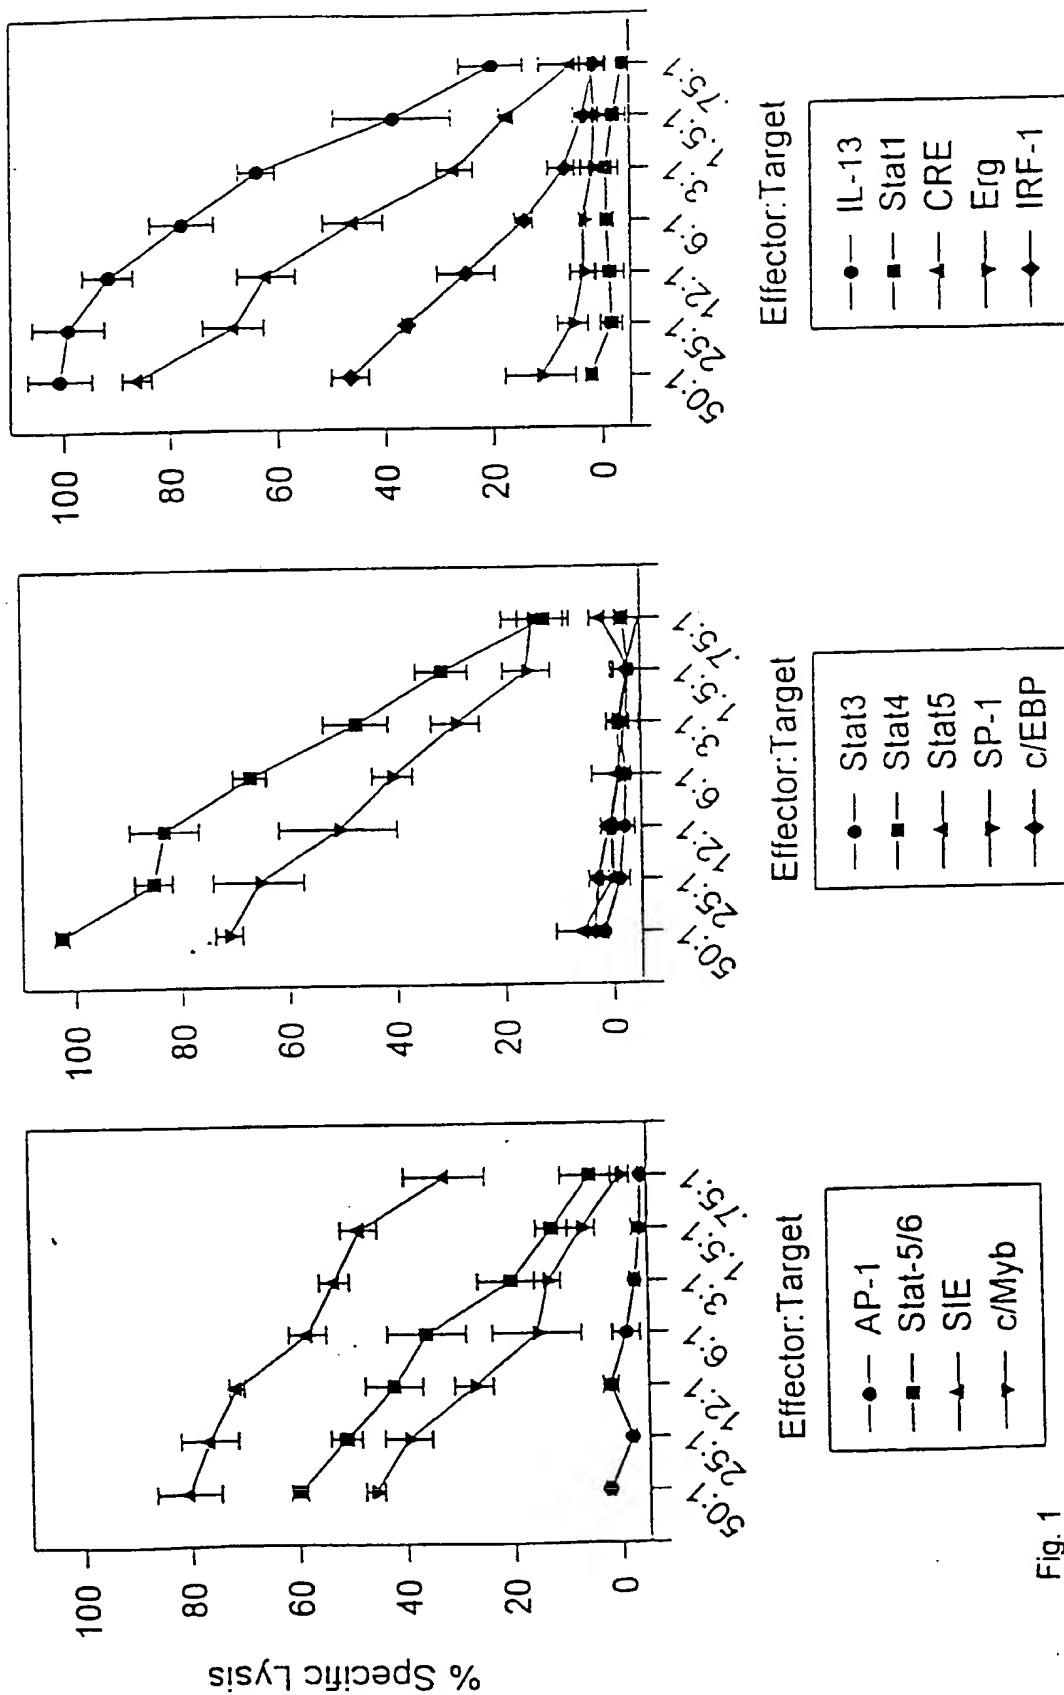 % Specific Lysis
100
80
60
40
20
0
50:1 25:1 12:1 6:1 3:1 1.5:1 .75:1
Effector:Target
AP-1
Stat-5/6
SIE
c/Myb
100
80
60
40
20
0
50:1 25:1 12:1 6:1 3:1 1.5:1 .75:1
Effector:Target
Stat3
Stat4
Stat5
SP-1
c/EBP
100
80
60
40
20
0
50:1 25:1 12:1 6:1 3:1 1.5:1 .75:1
Effector:Target
IL-13
Stat1
CRE
Erg
IRF-1
Fig. 1